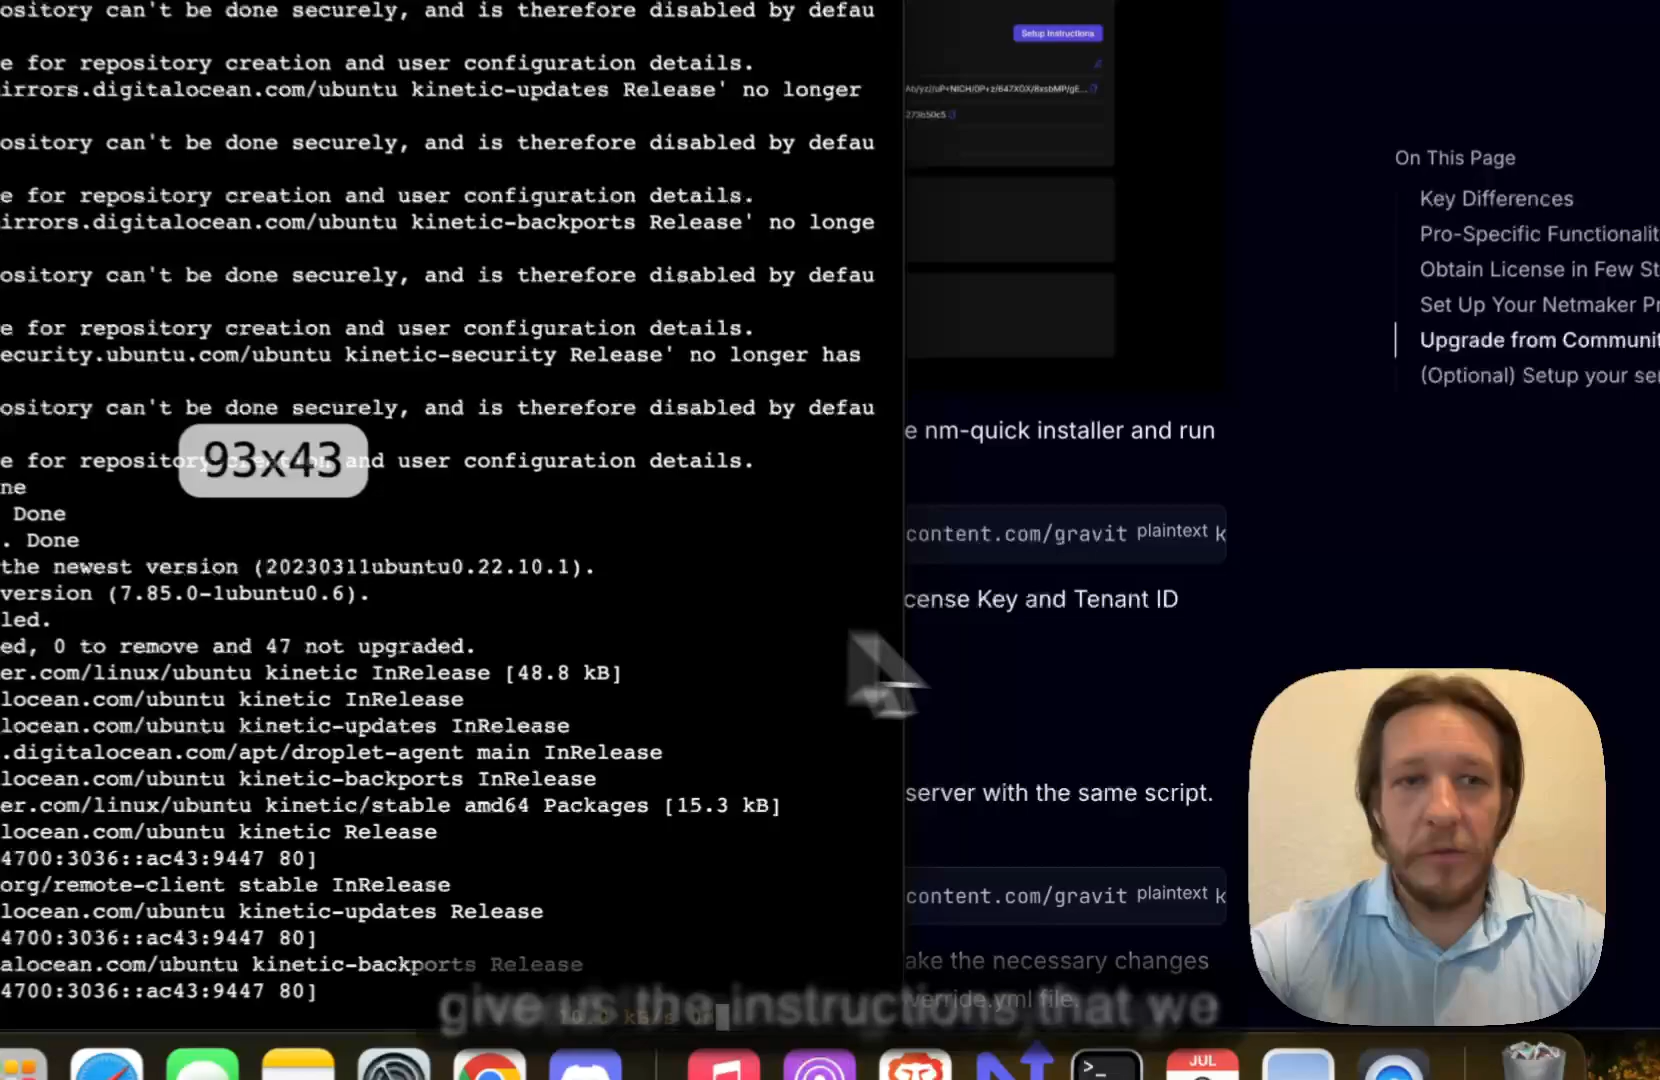 ository can't be done securely, and is therefore disabled by defau
e for repository creation and user configuration details.
irrors.digitalocean.com/ubuntu kinetic-updates Release' no longer
ository can't be done securely, and is therefore disabled by defau
e for repository creation and user configuration details.
irrors.digitalocean.com/ubuntu kinetic-backports Release' no longe
ository can't be done securely, and is therefore disabled by defau
e for repository creation and user configuration details.
ecurity.ubuntu.com/ubuntu kinetic-security Release' no longer has
ository can't be done securely, and is therefore disabled by defau
e for repository creation and user configuration details.
93x43
ne
Done
. Done
the newest version (20230311ubuntu0.22.10.1).
version (7.85.0-1ubuntu0.6).
led.
ed, 0 to remove and 47 not upgraded.
er.com/linux/ubuntu kinetic InRelease [48.8 kB]
locean.com/ubuntu kinetic InRelease
locean.com/ubuntu kinetic-updates InRelease
.digitalocean.com/apt/droplet-agent main InRelease
locean.com/ubuntu kinetic-backports InRelease
er.com/linux/ubuntu kinetic/stable amd64 Packages [15.3 kB]
locean.com/ubuntu kinetic Release
4700:3036::ac43:9447 80]
org/remote-client stable InRelease
locean.com/ubuntu kinetic-updates Release
4700:3036::ac43:9447 80]
alocean.com/ubuntu kinetic-backports Release
4700:3036::ac43:9447 80]
Setup Instructions
273b50c5
e nm-quick installer and run
content.com/gravit plaintext k
cense Key and Tenant ID
server with the same script.
content.com/gravit plaintext k
ake the necessary changes
verride.yml file.
On This Page
Key Differences
Pro-Specific Functionalit
Obtain License in Few St
Set Up Your Netmaker Pr
Upgrade from Communit
(Optional) Setup your ser
give us the instructions that we
JUL